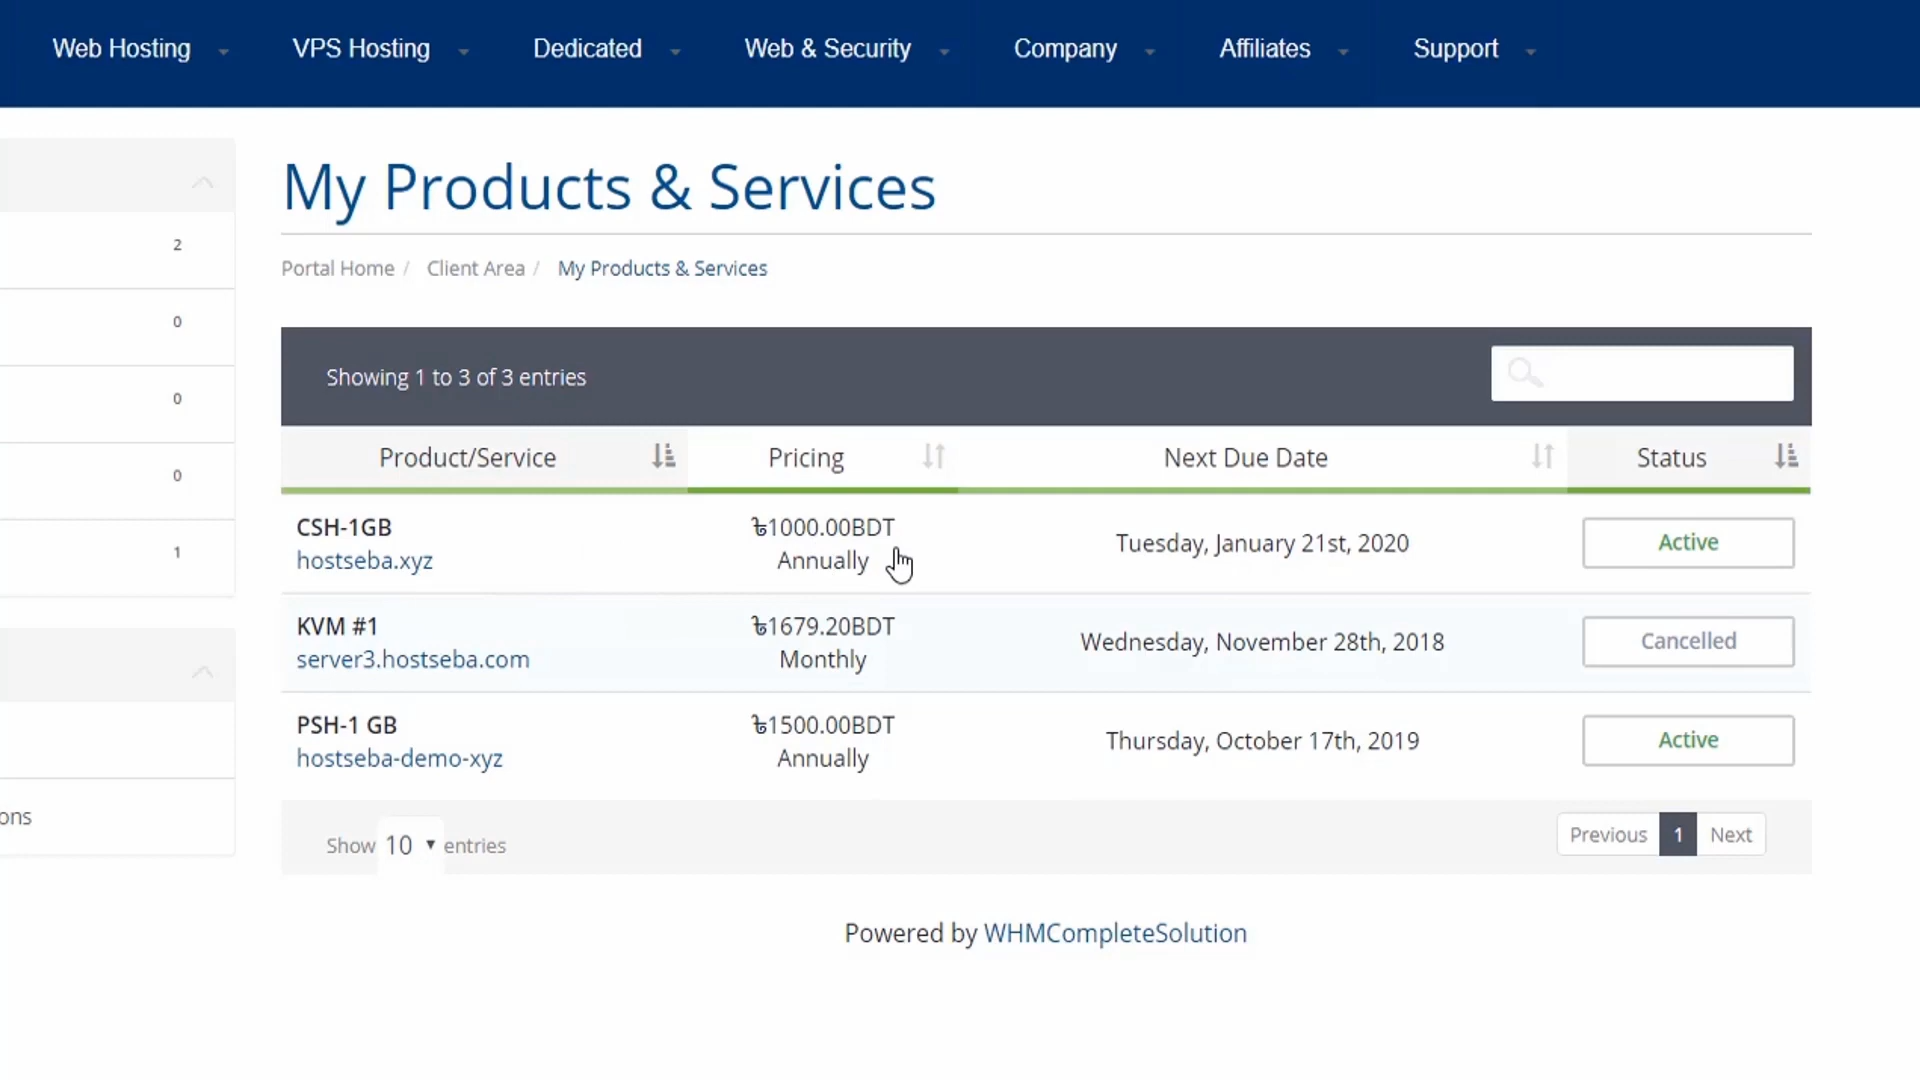 Web Hosting VPS Hosting Dedicated Web & Security Company Affiliates Support
My Products & Services
Portal Home / Client Area / My Products & Services
Showing 1 to 3 of 3 entries
Product/Service Pricing Next Due Date Status
CSH-1GB
hostseba.xyz
৳1000.00BDT
Annually
Tuesday, January 21st, 2020
Active
KVM #1
server3.hostseba.com
৳1679.20BDT
Monthly
Wednesday, November 28th, 2018
Cancelled
PSH-1 GB
hostseba-demo-xyz
৳1500.00BDT
Annually
Thursday, October 17th, 2019
Active
Show 10 entries
Previous 1 Next
Powered by WHMCompleteSolution
2
0
0
0
1
ons